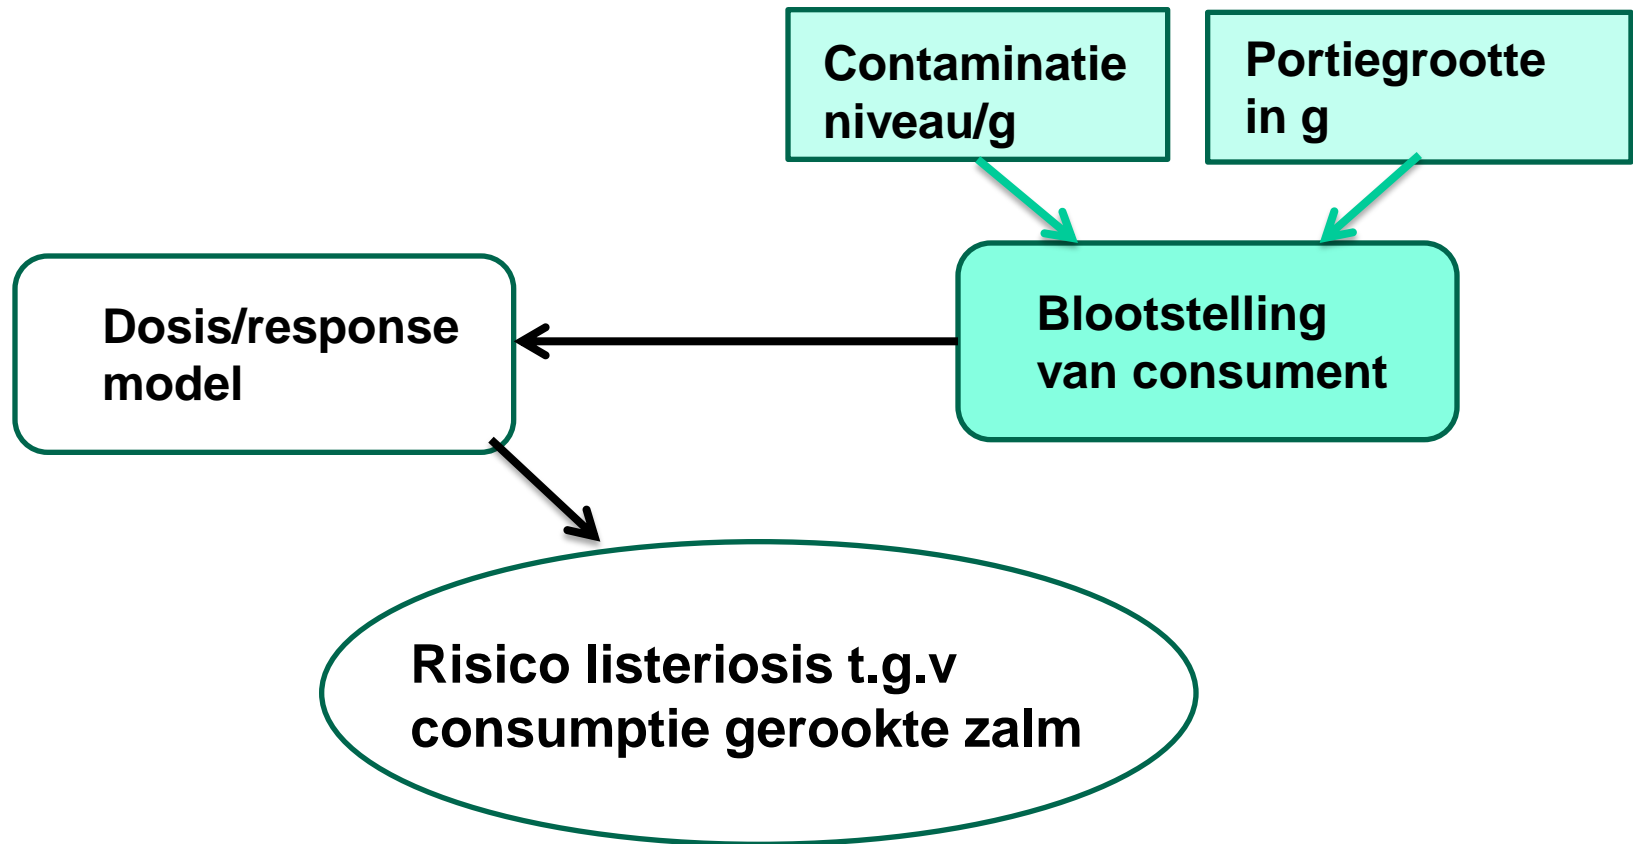 Contaminatie
niveau/g
Portiegrootte
in g
Dosis/response
model
Blootstelling
van consument
Risico listeriosis t.g.v
consumptie gerookte zalm